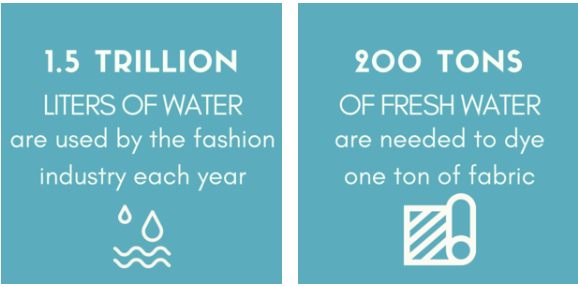 1.5 TRILLION
LITERS OF WATER
are used by the fashion
industry each year
200 TONS
OF FRESH WATER
are needed to dye
one ton of fabric